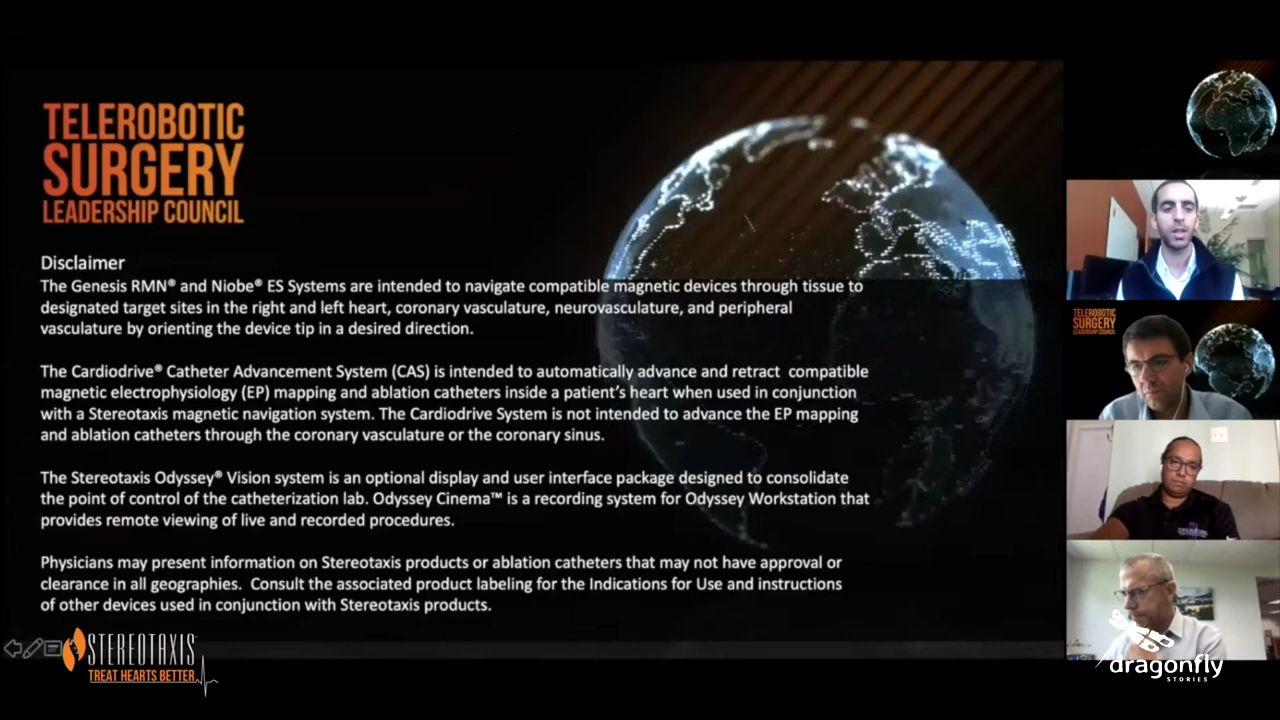 TELEROBOTIC
SURGERY
LEADERSHIP COUNCIL
Disclaimer
The Genesis RMN® and Niobe® ES Systems are intended to navigate compatible magnetic devices through tissue to
designated target sites in the right and left heart, coronary vasculature, neurovasculature, and peripheral
vasculature by orienting the device tip in a desired direction.
The Cardiodrive® Catheter Advancement System (CAS) is intended to automatically advance and retract compatible
magnetic electrophysiology (EP) mapping and ablation catheters inside a patient's heart when used in conjunction
with a Stereotaxis magnetic navigation system. The Cardiodrive System is not intended to advance the EP mapping
and ablation catheters through the coronary vasculature or the coronary sinus.
The Stereotaxis Odyssey® Vision system is an optional display and user interface package designed to consolidate
the point of control of the catheterization lab. Odyssey Cinema™ is a recording system for Odyssey Workstation that
provides remote viewing of live and recorded procedures.
Physicians may present information on Stereotaxis products or ablation catheters that may not have approval or
clearance in all geographies. Consult the associated product labeling for the Indications for Use and instructions
of other devices used in conjunction with Stereotaxis products.
STEREOTAXIS
TREAT HEARTS BETTER
TELEROBOTIC
SURGERY
LEADERSHIP COUNCIL
dragonfly
STORIES